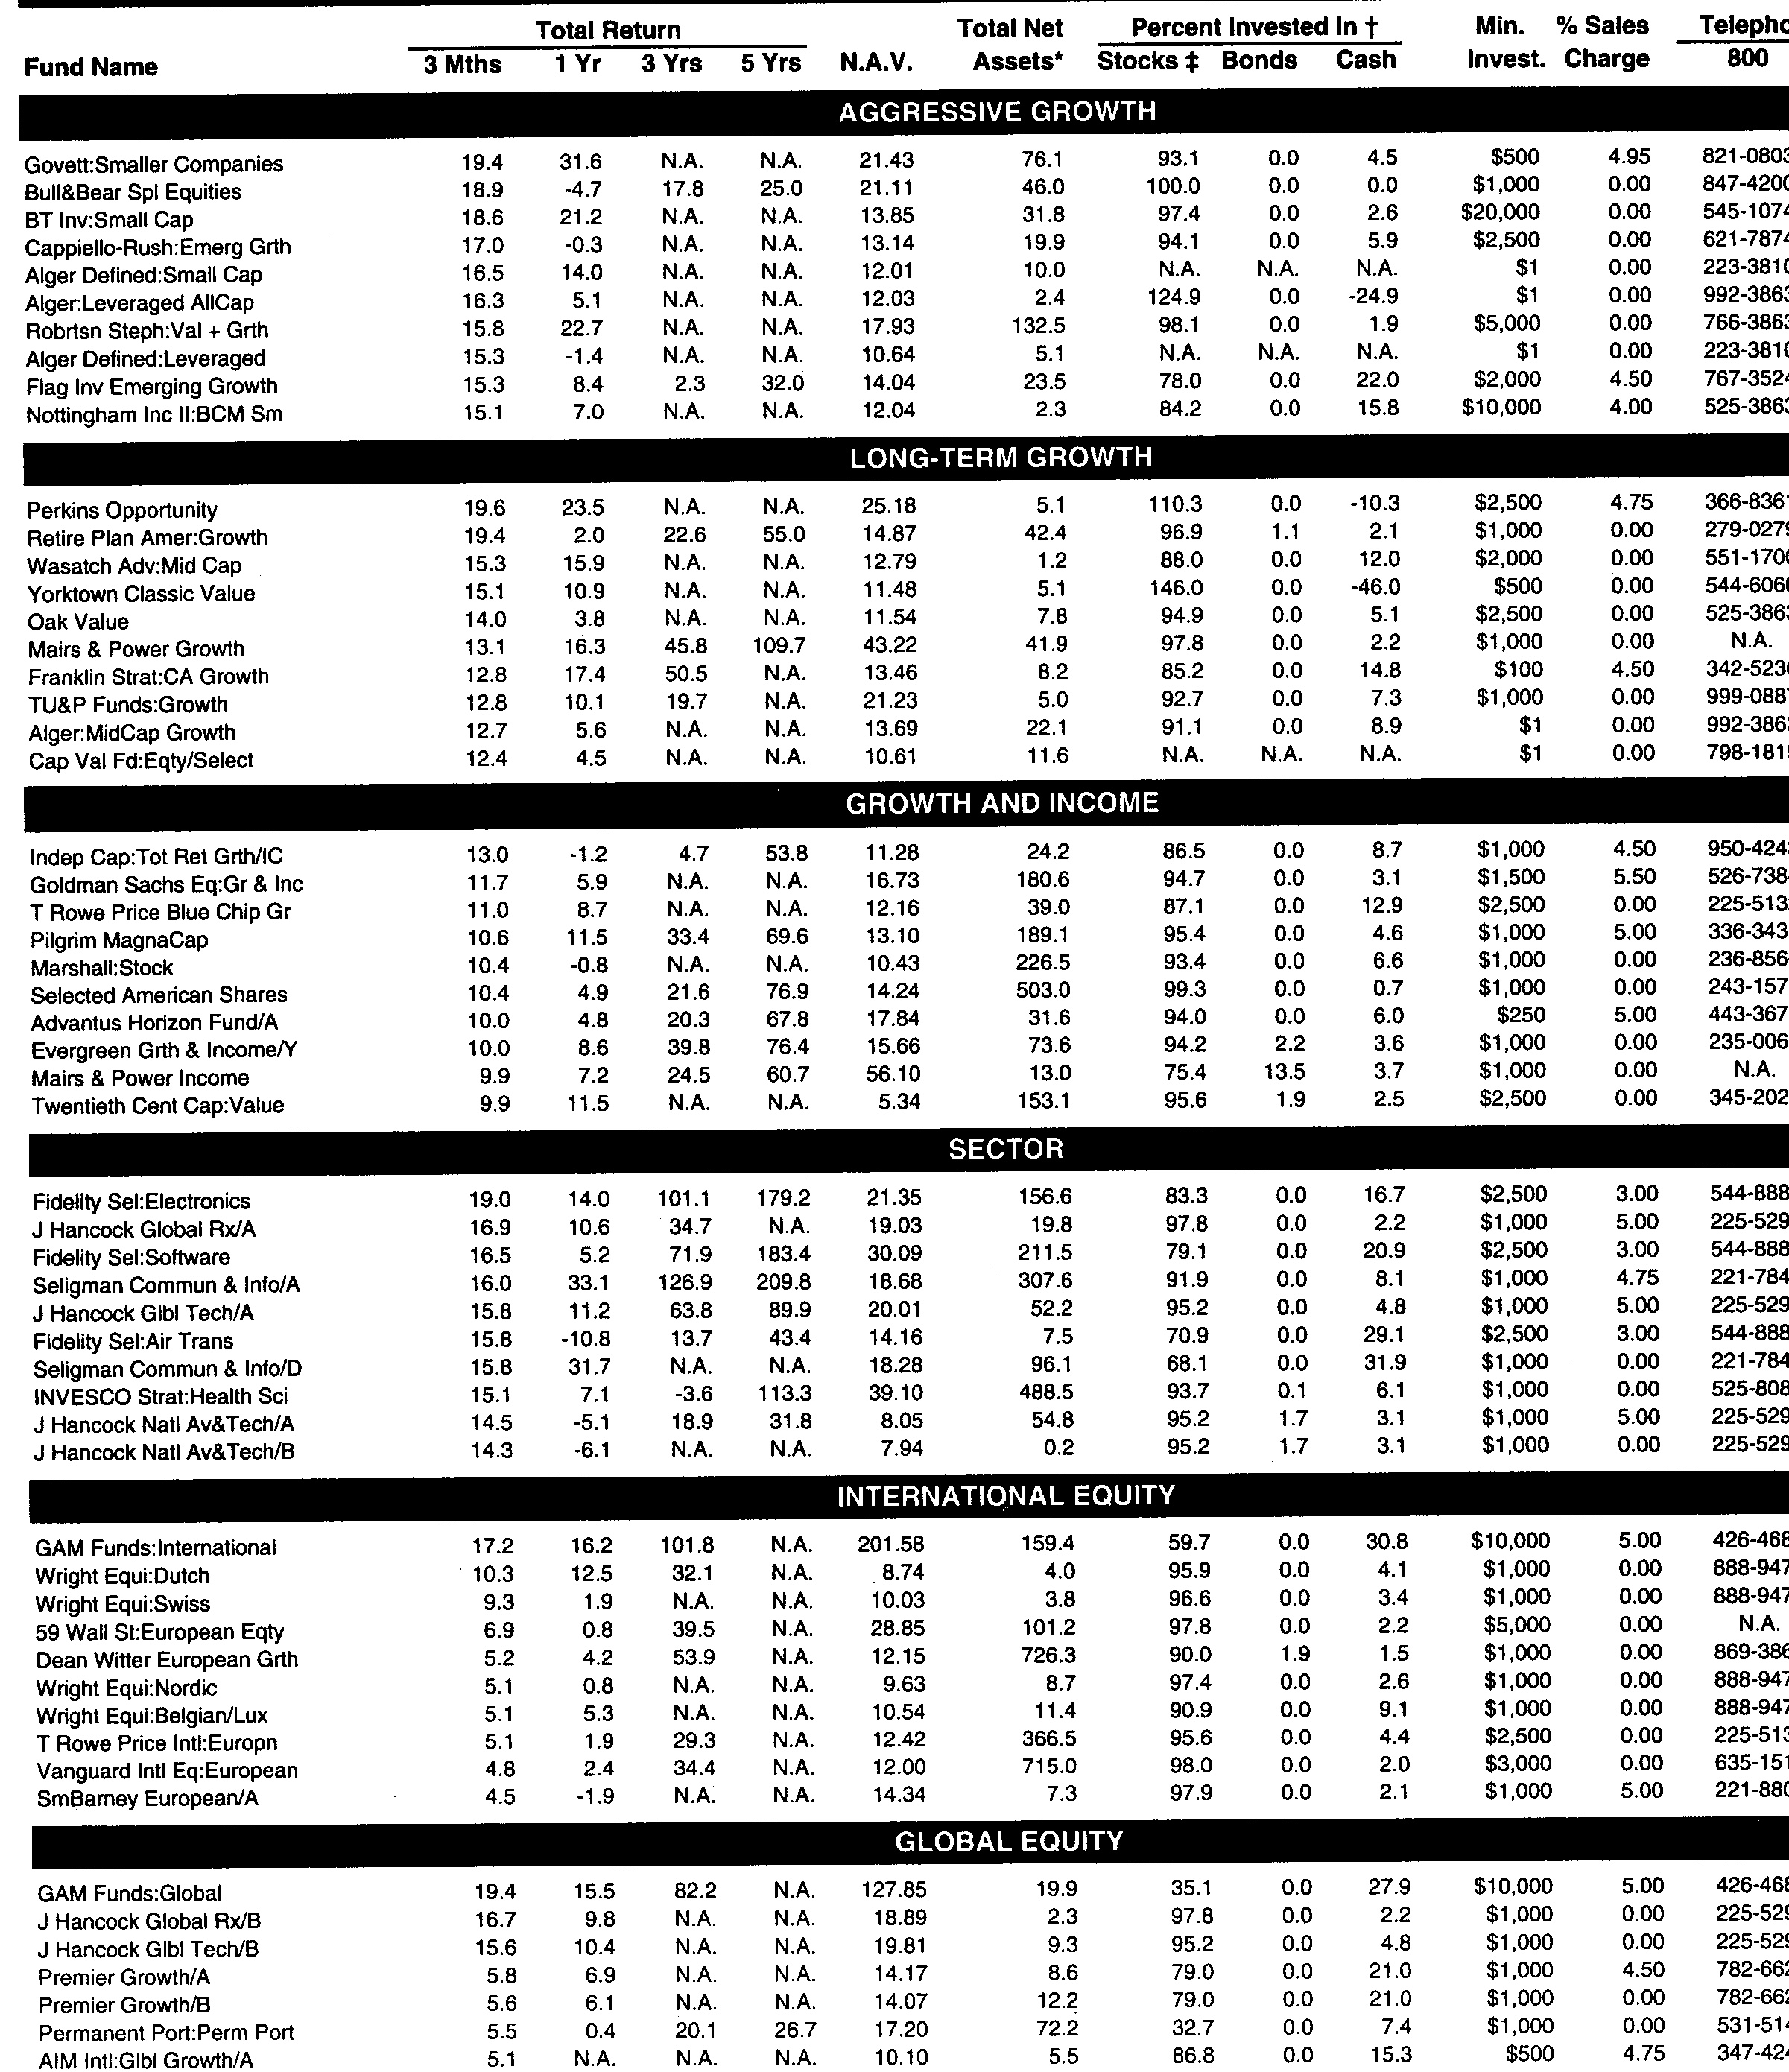 Total Return Total Net Percent Invested In † Min. % Sales
Fund Name 3 Mths 1 Yr 3 Yrs 5 Yrs N.A.V. Assets* Stocks ‡ Bonds Cash Invest. Charge 800
AGGRESSIVE GROWTH
Govett:Smaller Companies 19.4 31.6 N.A. N.A. 21.43 76.1 93.1 0.0 4.5 $500 4.95 821-0803
Bull&Bear Spl Equities 18.9 -4.7 17.8 25.0 21.11 46.0 100.0 0.0 0.0 $1,000 0.00 847-4200
BT Inv:Small Cap 18.6 21.2 N.A. N.A. 13.85 31.8 97.4 0.0 2.6 $20,000 0.00 545-1074
Cappiello-Rush:Emerg Grth 17.0 -0.3 N.A. N.A. 13.14 19.9 94.1 0.0 5.9 $2,500 0.00 621-7874
Alger Defined:Small Cap 16.5 14.0 N.A. N.A. 12.01 10.0 N.A. N.A. N.A. $1 0.00 223-3810
Alger:Leveraged AllCap 16.3 5.1 N.A. N.A. 12.03 2.4 124.9 0.0 -24.9 $1 0.00 992-3863
Robrtsn Steph:Val + Grth 15.8 22.7 N.A. N.A. 17.93 132.5 98.1 0.0 1.9 $5,000 0.00 766-3863
Alger Defined:Leveraged 15.3 -1.4 N.A. N.A. 10.64 5.1 N.A. N.A. N.A. $1 0.00 223-3810
Flag Inv Emerging Growth 15.3 8.4 2.3 32.0 14.04 23.5 78.0 0.0 22.0 $2,000 4.50 767-3524
Nottingham Inc II:BCM Sm 15.1 7.0 N.A. N.A. 12.04 2.3 84.2 0.0 15.8 $10,000 4.00 525-3863
LONG-TERM GROWTH
Perkins Opportunity 19.6 23.5 N.A. N.A. 25.18 5.1 110.3 0.0 -10.3 $2,500 4.75 366-836
Retire Plan Amer:Growth 19.4 2.0 22.6 55.0 14.87 42.4 96.9 1.1 2.1 $1,000 0.00 279-0279
Wasatch Adv:Mid Cap 15.3 15.9 N.A. N.A. 12.79 1.2 88.0 0.0 12.0 $2,000 0.00 551-170
Yorktown Classic Value 15.1 10.9 N.A. N.A. 11.48 5.1 146.0 0.0 -46.0 $500 0.00 544-606
Oak Value 14.0 3.8 N.A. N.A. 11.54 7.8 94.9 0.0 5.1 $2,500 0.00 525-386
Mairs & Power Growth 13.1 16.3 45.8 109.7 43.22 41.9 97.8 0.0 2.2 $1,000 0.00 N.A.
Franklin Strat:CA Growth 12.8 17.4 50.5 N.A. 13.46 8.2 85.2 0.0 14.8 $100 4.50 342-523
TU&P Funds:Growth 12.8 10.1 19.7 N.A. 21.23 5.0 92.7 0.0 7.3 $1,000 0.00 999-088
Alger:MidCap Growth 12.7 5.6 N.A. N.A. 13.69 22.1 91.1 0.0 8.9 $1 0.00 992-386
Cap Val Fd:Eqty/Select 12.4 4.5 N.A. N.A. 10.61 11.6 N.A. N.A. N.A. $1 0.00 798-181
GROWTH AND INCOME
Indep Cap:Tot Ret Grth/IC 13.0 -1.2 4.7 53.8 11.28 24.2 86.5 0.0 8.7 $1,000 4.50 950-424
Goldman Sachs Eq:Gr & Inc 11.7 5.9 N.A. N.A. 16.73 180.6 94.7 0.0 3.1 $1,500 5.50 526-738
T Rowe Price Blue Chip Gr 11.0 8.7 N.A. N.A. 12.16 39.0 87.1 0.0 12.9 $2,500 0.00 225-513
Pilgrim MagnaCap 10.6 11.5 33.4 69.6 13.10 189.1 95.4 0.0 4.6 $1,000 5.00 336-343
Marshall:Stock 10.4 -0.8 N.A. N.A. 10.43 226.5 93.4 0.0 6.6 $1,000 0.00 236-856
Selected American Shares 10.4 4.9 21.6 76.9 14.24 503.0 99.3 0.0 0.7 $1,000 0.00 243-157
Advantus Horizon Fund/A 10.0 4.8 20.3 67.8 17.84 31.6 94.0 0.0 6.0 $250 5.00 443-367
Evergreen Grth & Income/Y 10.0 8.6 39.8 76.4 15.66 73.6 94.2 2.2 3.6 $1,000 0.00 235-006
Mairs & Power Income 9.9 7.2 24.5 60.7 56.10 13.0 75.4 13.5 3.7 $1,000 0.00 N.A.
Twentieth Cent Cap:Value 9.9 11.5 N.A. N.A. 5.34 153.1 95.6 1.9 2.5 $2,500 0.00 345-202
SECTOR
Fidelity Sel:Electronics 19.0 14.0 101.1 179.2 21.35 156.6 83.3 0.0 16.7 $2,500 3.00 544-888
J Hancock Global Rx/A 16.9 10.6 34.7 N.A. 19.03 19.8 97.8 0.0 2.2 $1,000 5.00 225-529
Fidelity Sel:Software 16.5 5.2 71.9 183.4 30.09 211.5 79.1 0.0 20.9 $2,500 3.00 544-888
Seligman Commun & Info/A 16.0 33.1 126.9 209.8 18.68 307.6 91.9 0.0 8.1 $1,000 4.75 221-784
J Hancock Glbl Tech/A 15.8 11.2 63.8 89.9 20.01 52.2 95.2 0.0 4.8 $1,000 5.00 225-529
Fidelity Sel:Air Trans 15.8 -10.8 13.7 43.4 14.16 7.5 70.9 0.0 29.1 $2,500 3.00 544-888
Seligman Commun & Info/D 15.8 31.7 N.A. N.A. 18.28 96.1 68.1 0.0 31.9 $1,000 0.00 221-784
INVESCO Strat:Health Sci 15.1 7.1 -3.6 113.3 39.10 488.5 93.7 0.1 6.1 $1,000 0.00 525-808
J Hancock Natl Av&Tech/A 14.5 -5.1 18.9 31.8 8.05 54.8 95.2 1.7 3.1 $1,000 5.00 225-529
J Hancock Natl Av&Tech/B 14.3 -6.1 N.A. N.A. 7.94 0.2 95.2 1.7 3.1 $1,000 0.00 225-529
INTERNATIONAL EQUITY
GAM Funds:International 17.2 16.2 101.8 N.A. 201.58 159.4 59.7 0.0 30.8 $10,000 5.00 426-468
Wright Equi:Dutch 10.3 12.5 32.1 N.A. 8.74 4.0 95.9 0.0 4.1 $1,000 0.00 888-947
Wright Equi:Swiss 9.3 1.9 N.A. N.A. 10.03 3.8 96.6 0.0 3.4 $1,000 0.00 888-947
59 Wall St:European Eqty 6.9 0.8 39.5 N.A. 28.85 101.2 97.8 0.0 2.2 $5,000 0.00 N.A.
Dean Witter European Grth 5.2 4.2 53.9 N.A. 12.15 726.3 90.0 1.9 1.5 $1,000 0.00 869-386
Wright Equi:Nordic 5.1 0.8 N.A. N.A. 9.63 8.7 97.4 0.0 2.6 $1,000 0.00 888-947
Wright Equi:Belgian/Lux 5.1 5.3 N.A. N.A. 10.54 11.4 90.9 0.0 9.1 $1,000 0.00 888-947
T Rowe Price Intl:Europn 5.1 1.9 29.3 N.A. 12.42 366.5 95.6 0.0 4.4 $2,500 0.00 225-513
Vanguard Intl Eq:European 4.8 2.4 34.4 N.A. 12.00 715.0 98.0 0.0 2.0 $3,000 0.00 635-151
SmBarney European/A 4.5 -1.9 N.A. N.A. 14.34 7.3 97.9 0.0 2.1 $1,000 5.00 221-880
GLOBAL EQUITY
GAM Funds:Global 19.4 15.5 82.2 N.A. 127.85 19.9 35.1 0.0 27.9 $10,000 5.00 426-468
J Hancock Global Rx/B 16.7 9.8 N.A. N.A. 18.89 2.3 97.8 0.0 2.2 $1,000 0.00 225-529
J Hancock Glbl Tech/B 15.6 10.4 N.A. N.A. 19.81 9.3 95.2 0.0 4.8 $1,000 0.00 225-529
Premier Growth/A 5.8 6.9 N.A. N.A. 14.17 8.6 79.0 0.0 21.0 $1,000 4.50 782-662
Premier Growth/B 5.6 6.1 N.A. N.A. 14.07 12.2 79.0 0.0 21.0 $1,000 0.00 782-662
Permanent Port:Perm Port 5.5 0.4 20.1 26.7 17.20 72.2 32.7 0.0 7.4 $1,000 0.00 531-514
AIM Intl:Glbl Growth/A 5.1 N.A. N.A. N.A. 10.10 5.5 86.8 0.0 15.3 $500 4.75 347-424